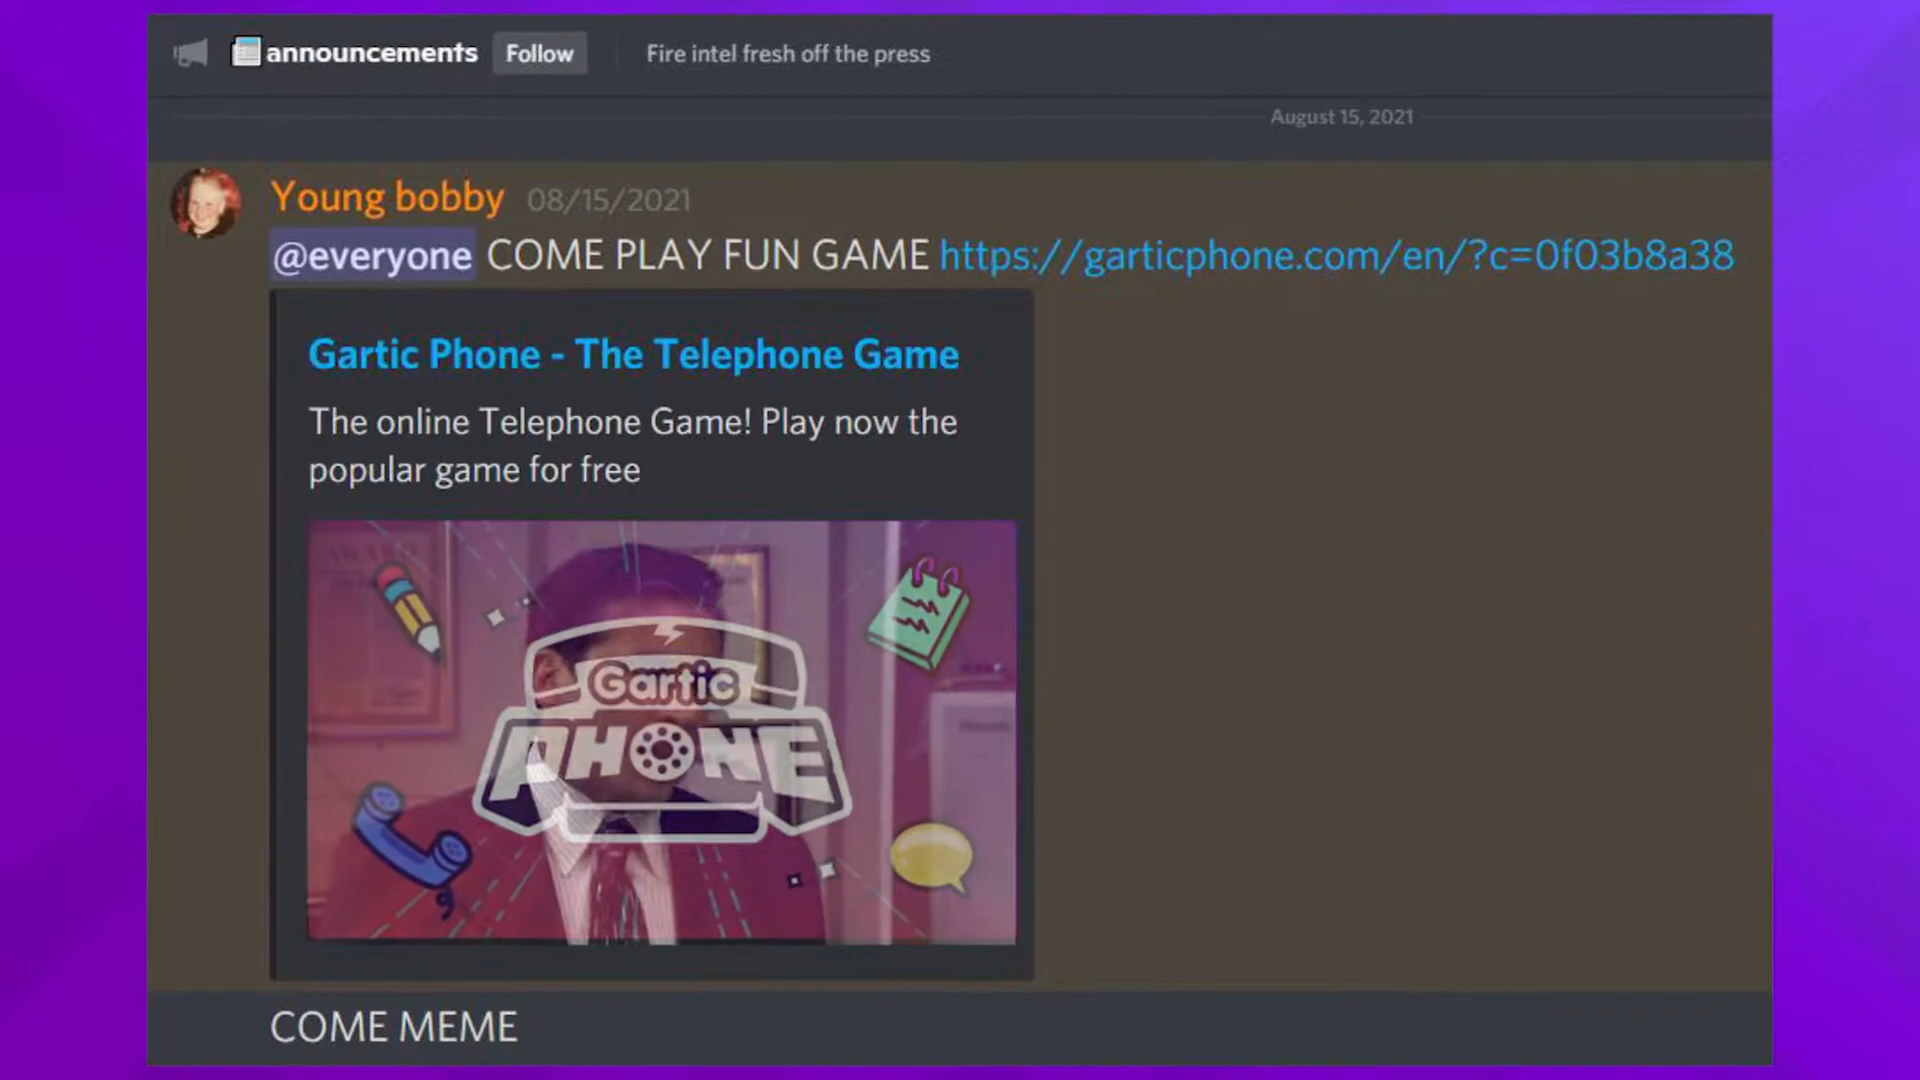 announcements Follow Fire intel fresh off the press
August 15, 2021
Young bobby 08/15/2021
@everyone COME PLAY FUN GAME https://garticphone.com/en/?c=0f03b8a38
Gartic Phone - The Telephone Game
The online Telephone Game! Play now the
popular game for free
Gartic
PHONE
COME MEME